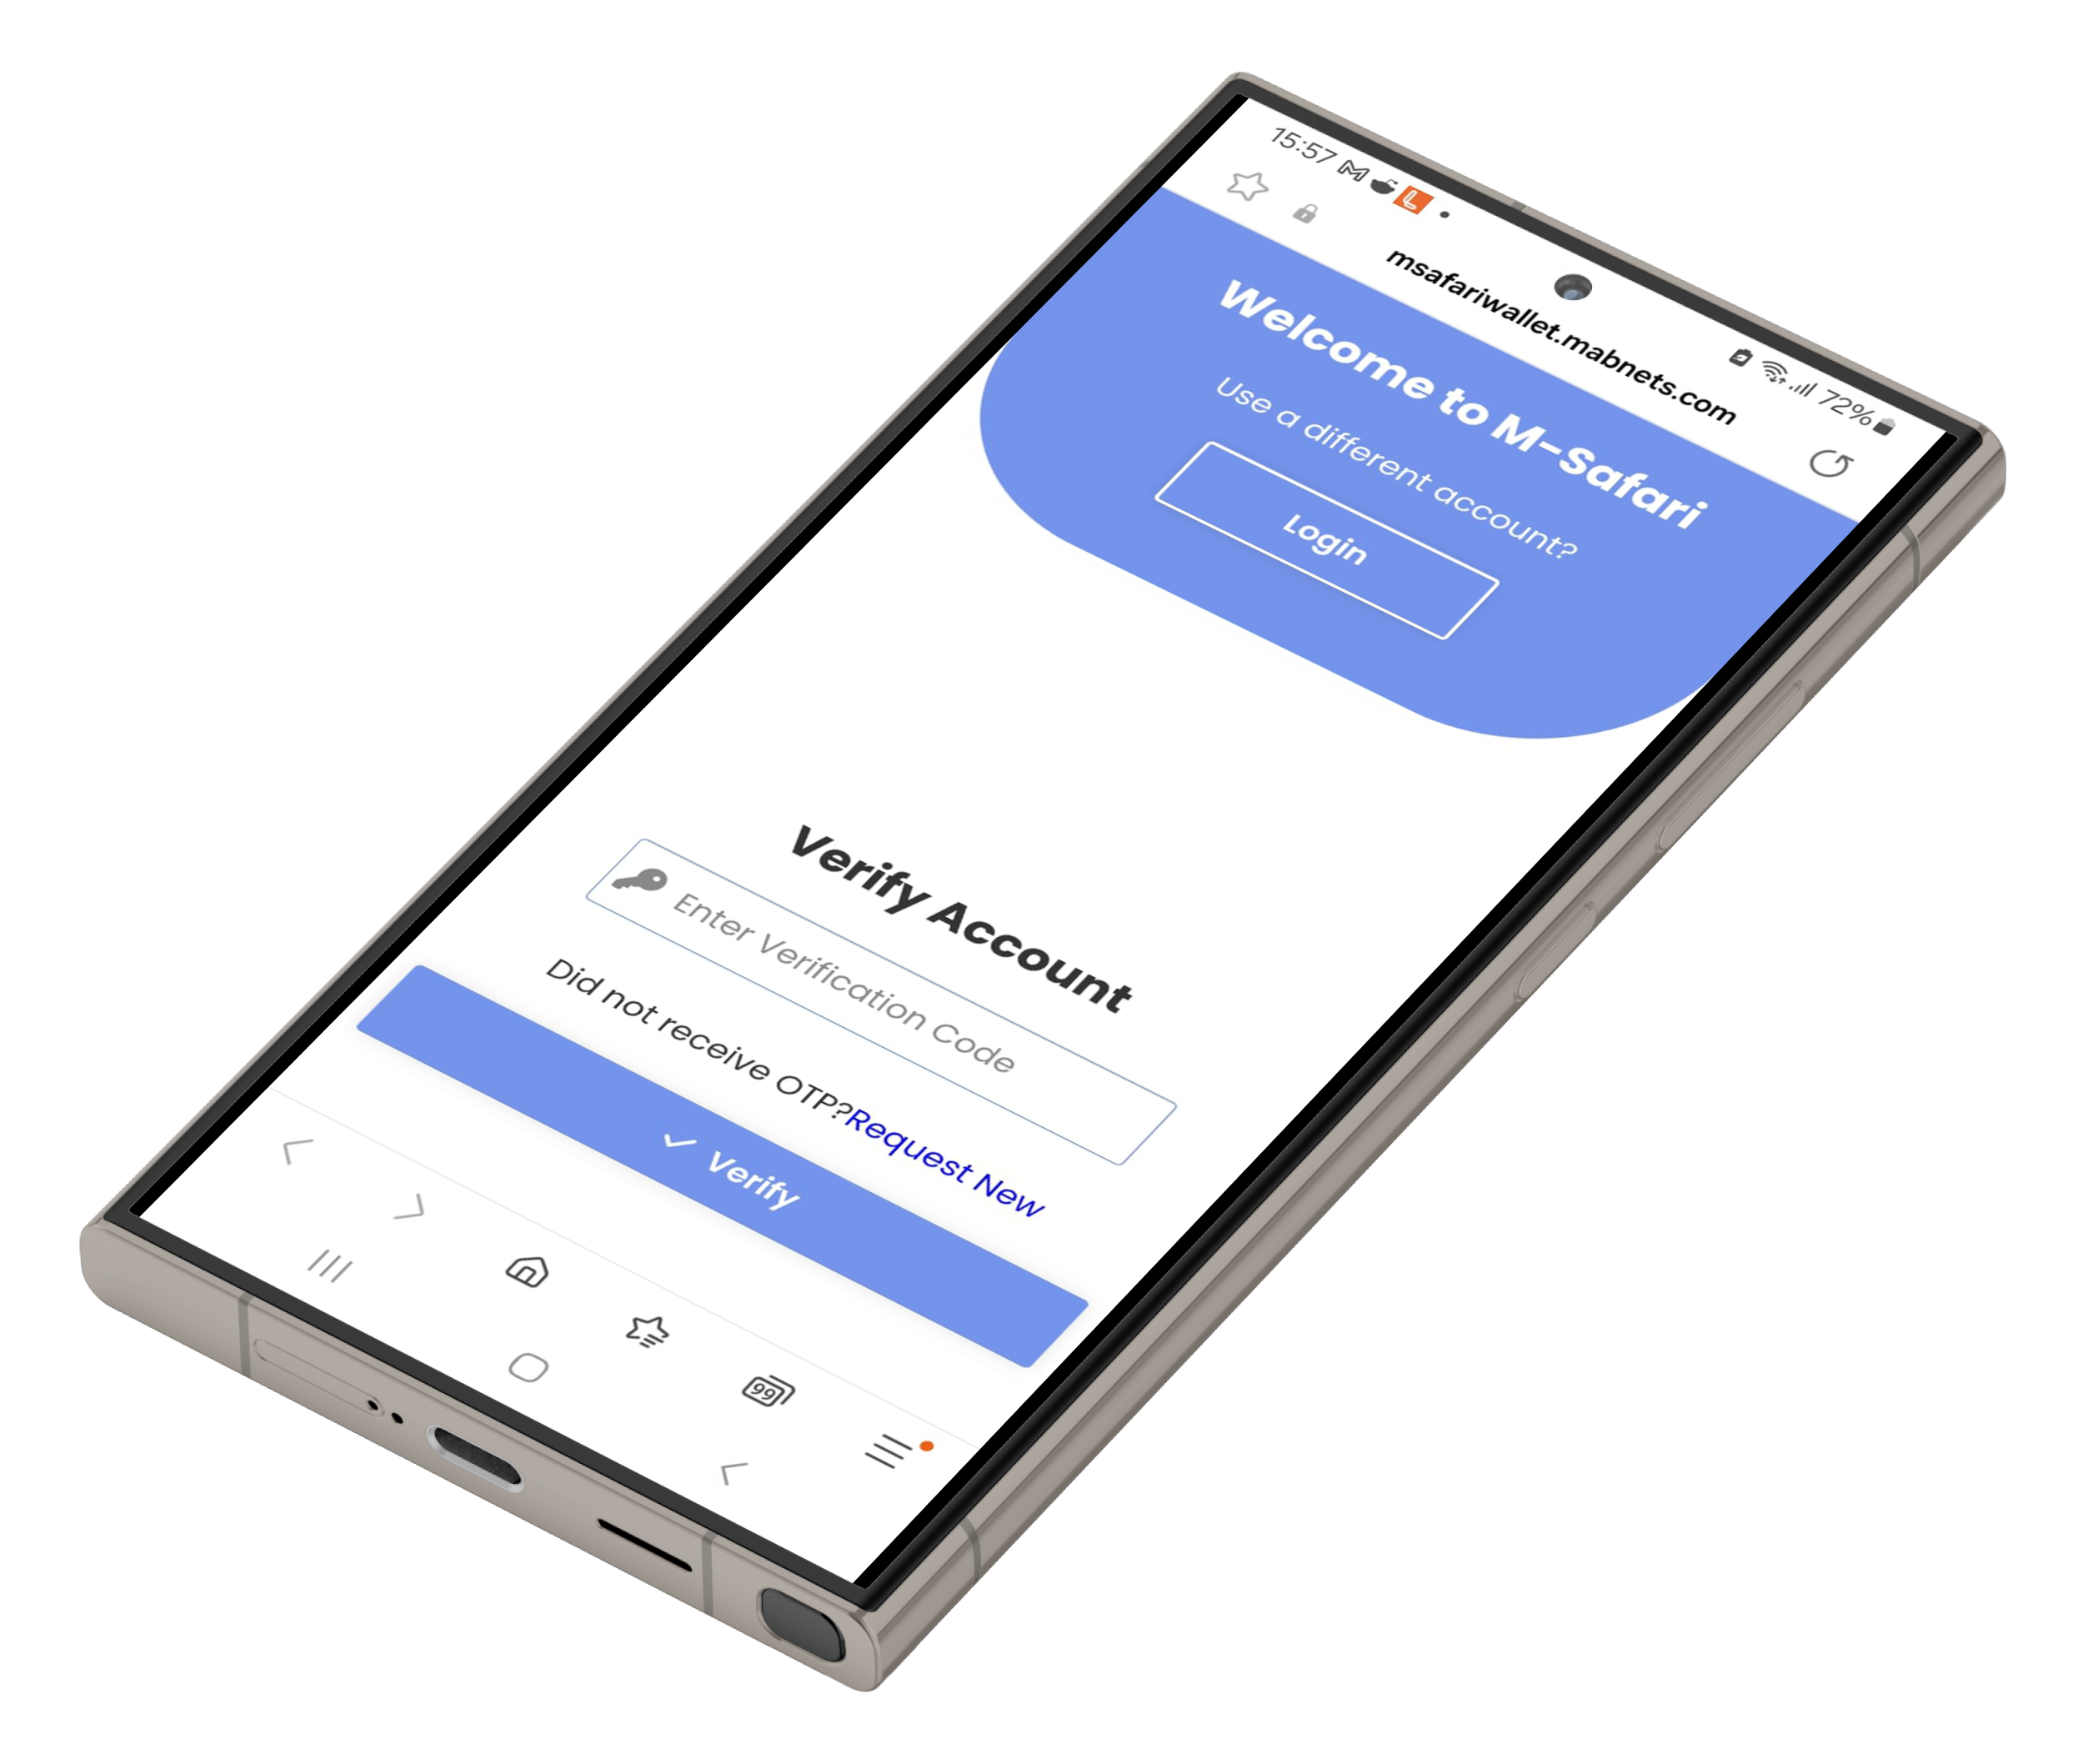 15:57
72%
msafariwallet.mabnets.com
Welcome to M-Safari
Use a different account?
Login
Verify Account
Enter Verification Code
Did not receive OTP?Request New
Verify
99